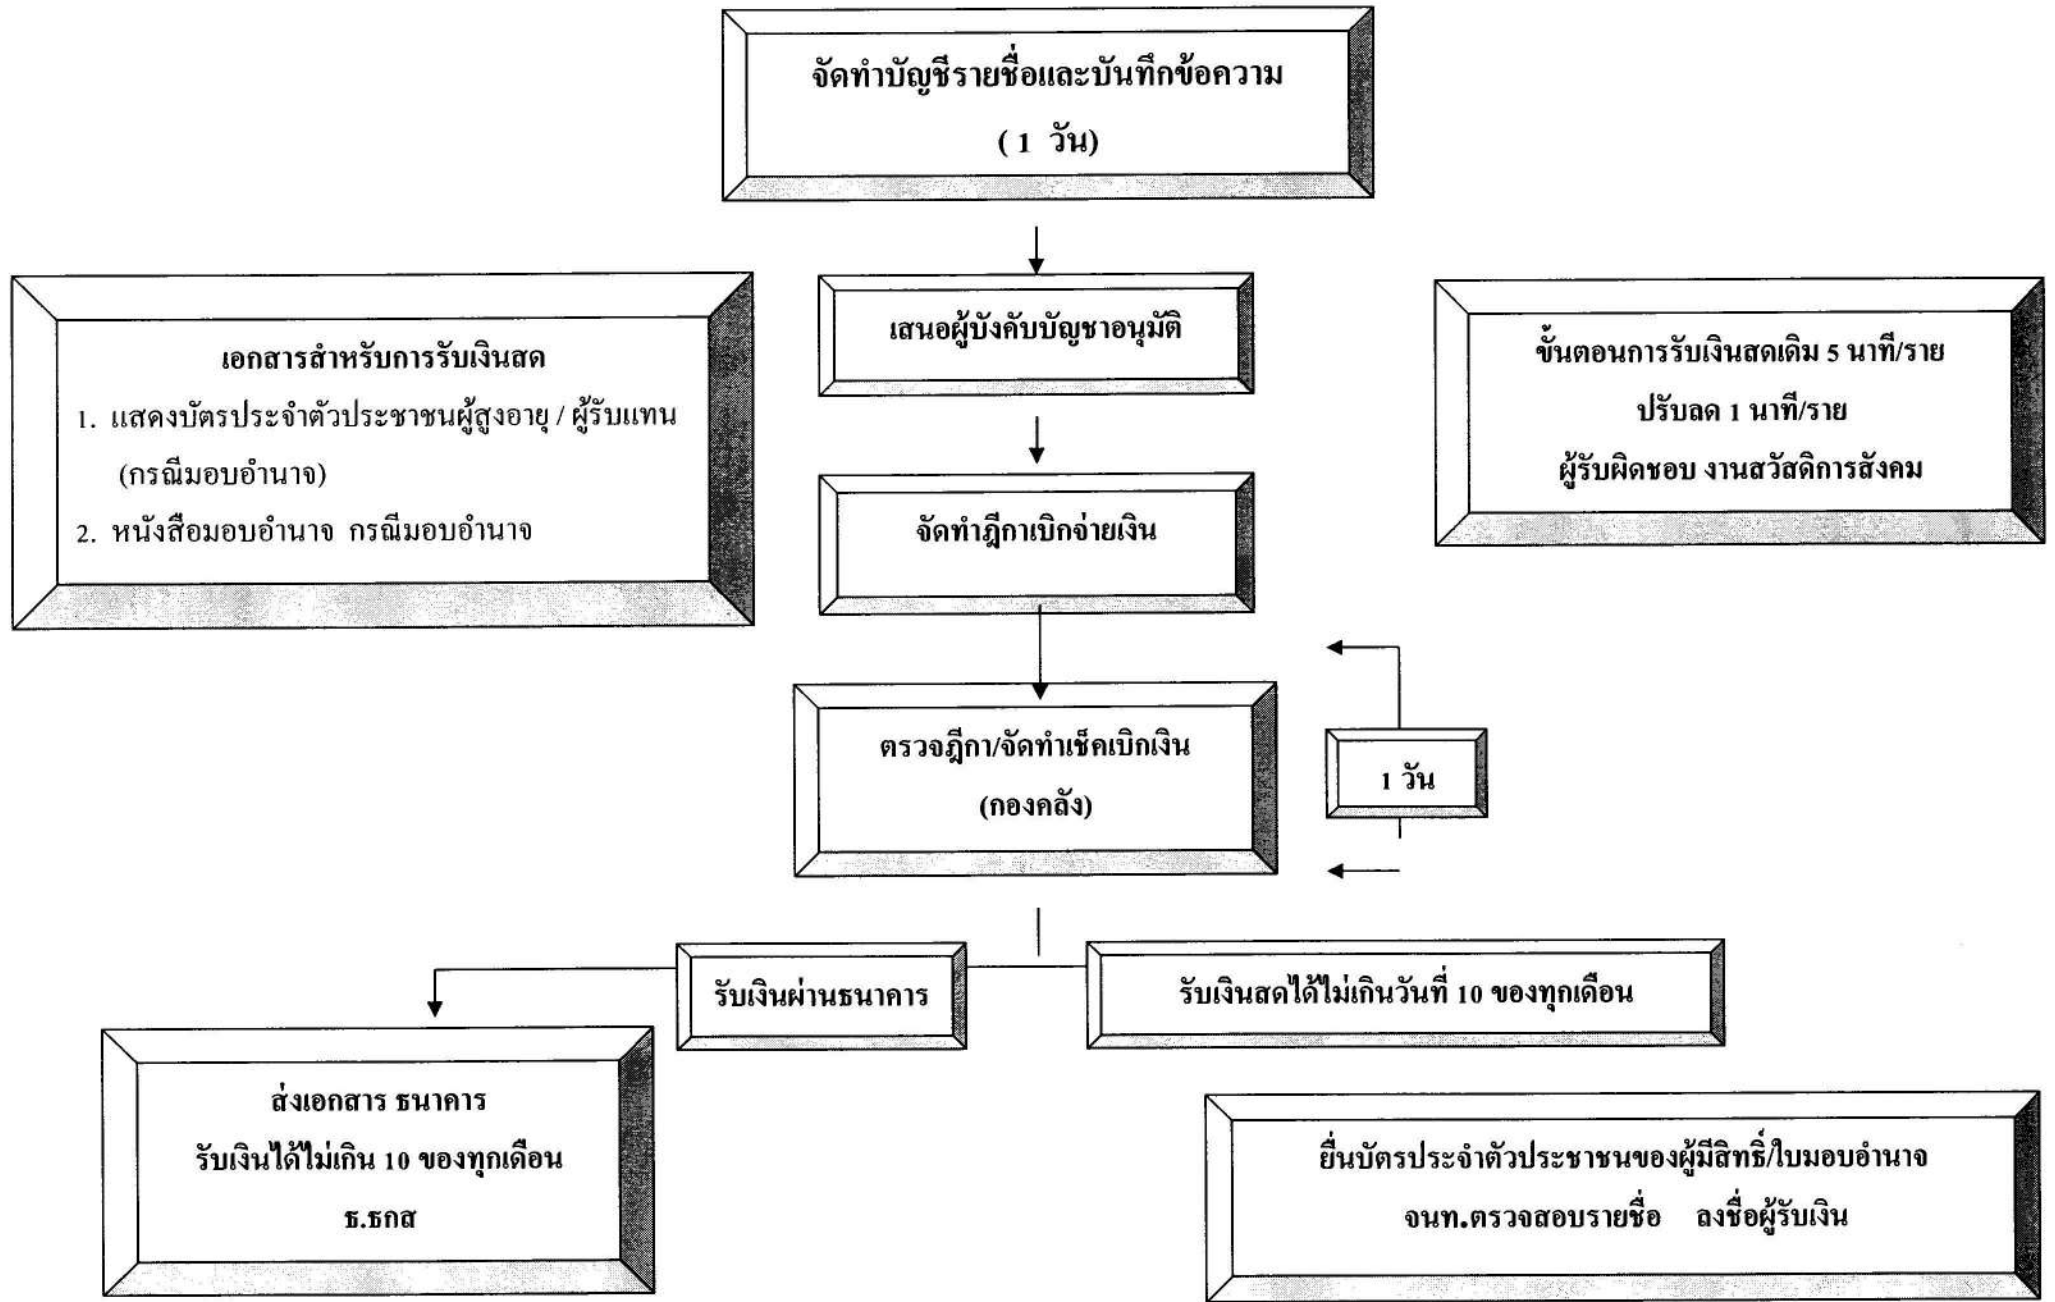 จัดทำบัญชีรายชื่อและบันทึกข้อความ
( 1 วัน)
เสนอผู้บังคับบัญชาอนุมัติ
เอกสารสำหรับการรับเงินสด
1. แสดงบัตรประจำตัวประชาชนผู้สูงอายุ / ผู้รับแทน
(กรณีมอบอำนาจ)
2. หนังสือมอบอำนาจ กรณีมอบอำนาจ
ขั้นตอนการรับเงินสดเดิม 5 นาที/ราย
ปรับลด 1 นาที/ราย
ผู้รับผิดชอบ งานสวัสดิการสังคม
จัดทำฎีกาเบิกจ่ายเงิน
ตรวจฎีกา/จัดทำเช็คเบิกเงิน
(กองคลัง)
1 วัน
รับเงินผ่านธนาคาร
รับเงินสดได้ไม่เกินวันที่ 10 ของทุกเดือน
ส่งเอกสาร ธนาคาร
รับเงินได้ไม่เกิน 10 ของทุกเดือน
ธ.ธกส
ยื่นบัตรประจำตัวประชาชนของผู้มีสิทธิ์/ใบมอบอำนาจ
จนท.ตรวจสอบรายชื่อ ลงชื่อผู้รับเงิน